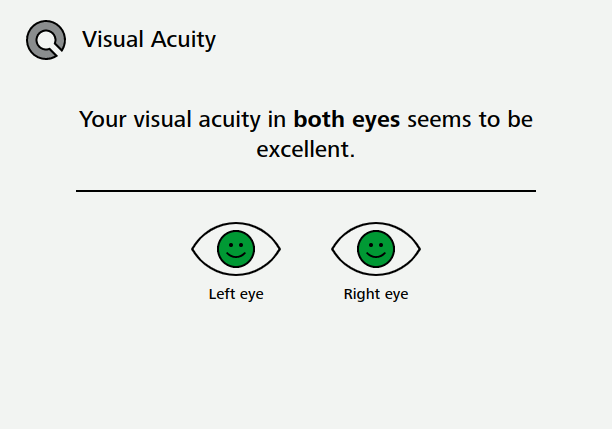 Visual Acuity
Your visual acuity in both eyes seems to be
excellent.
Left eye
Right eye